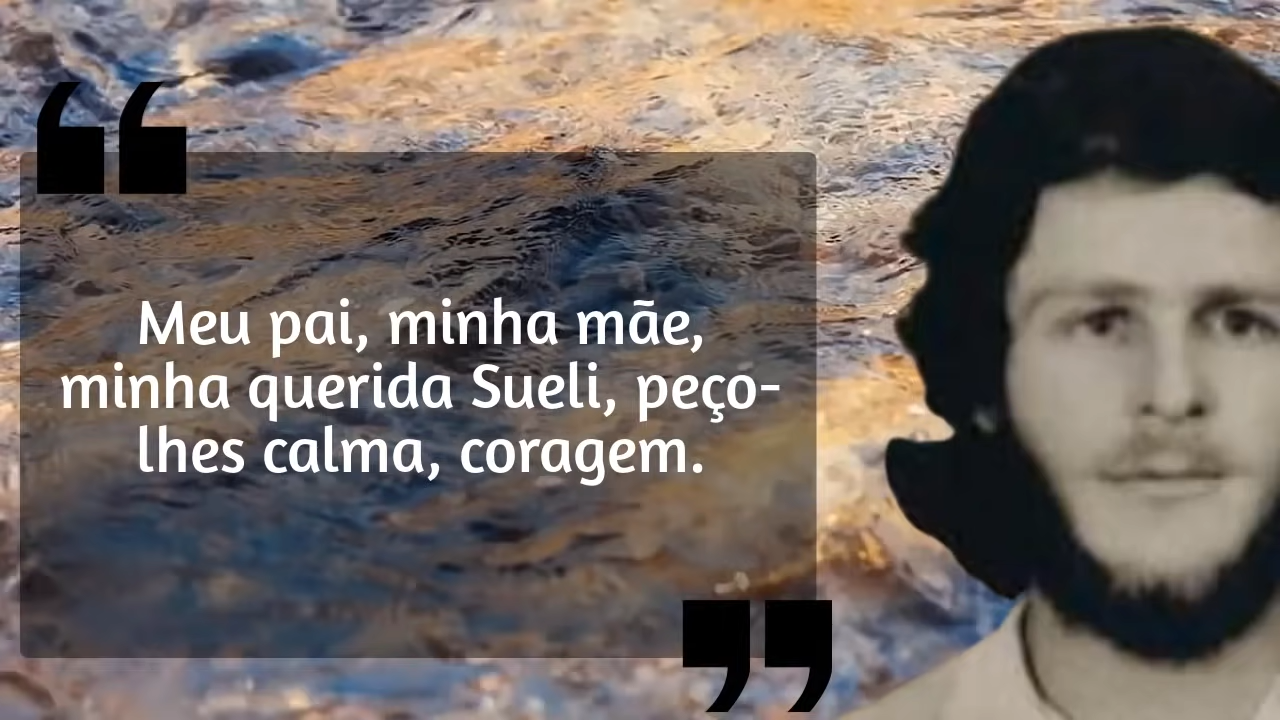 Meu pai, minha mãe,
minha querida Sueli, peço-
lhes calma, coragem.